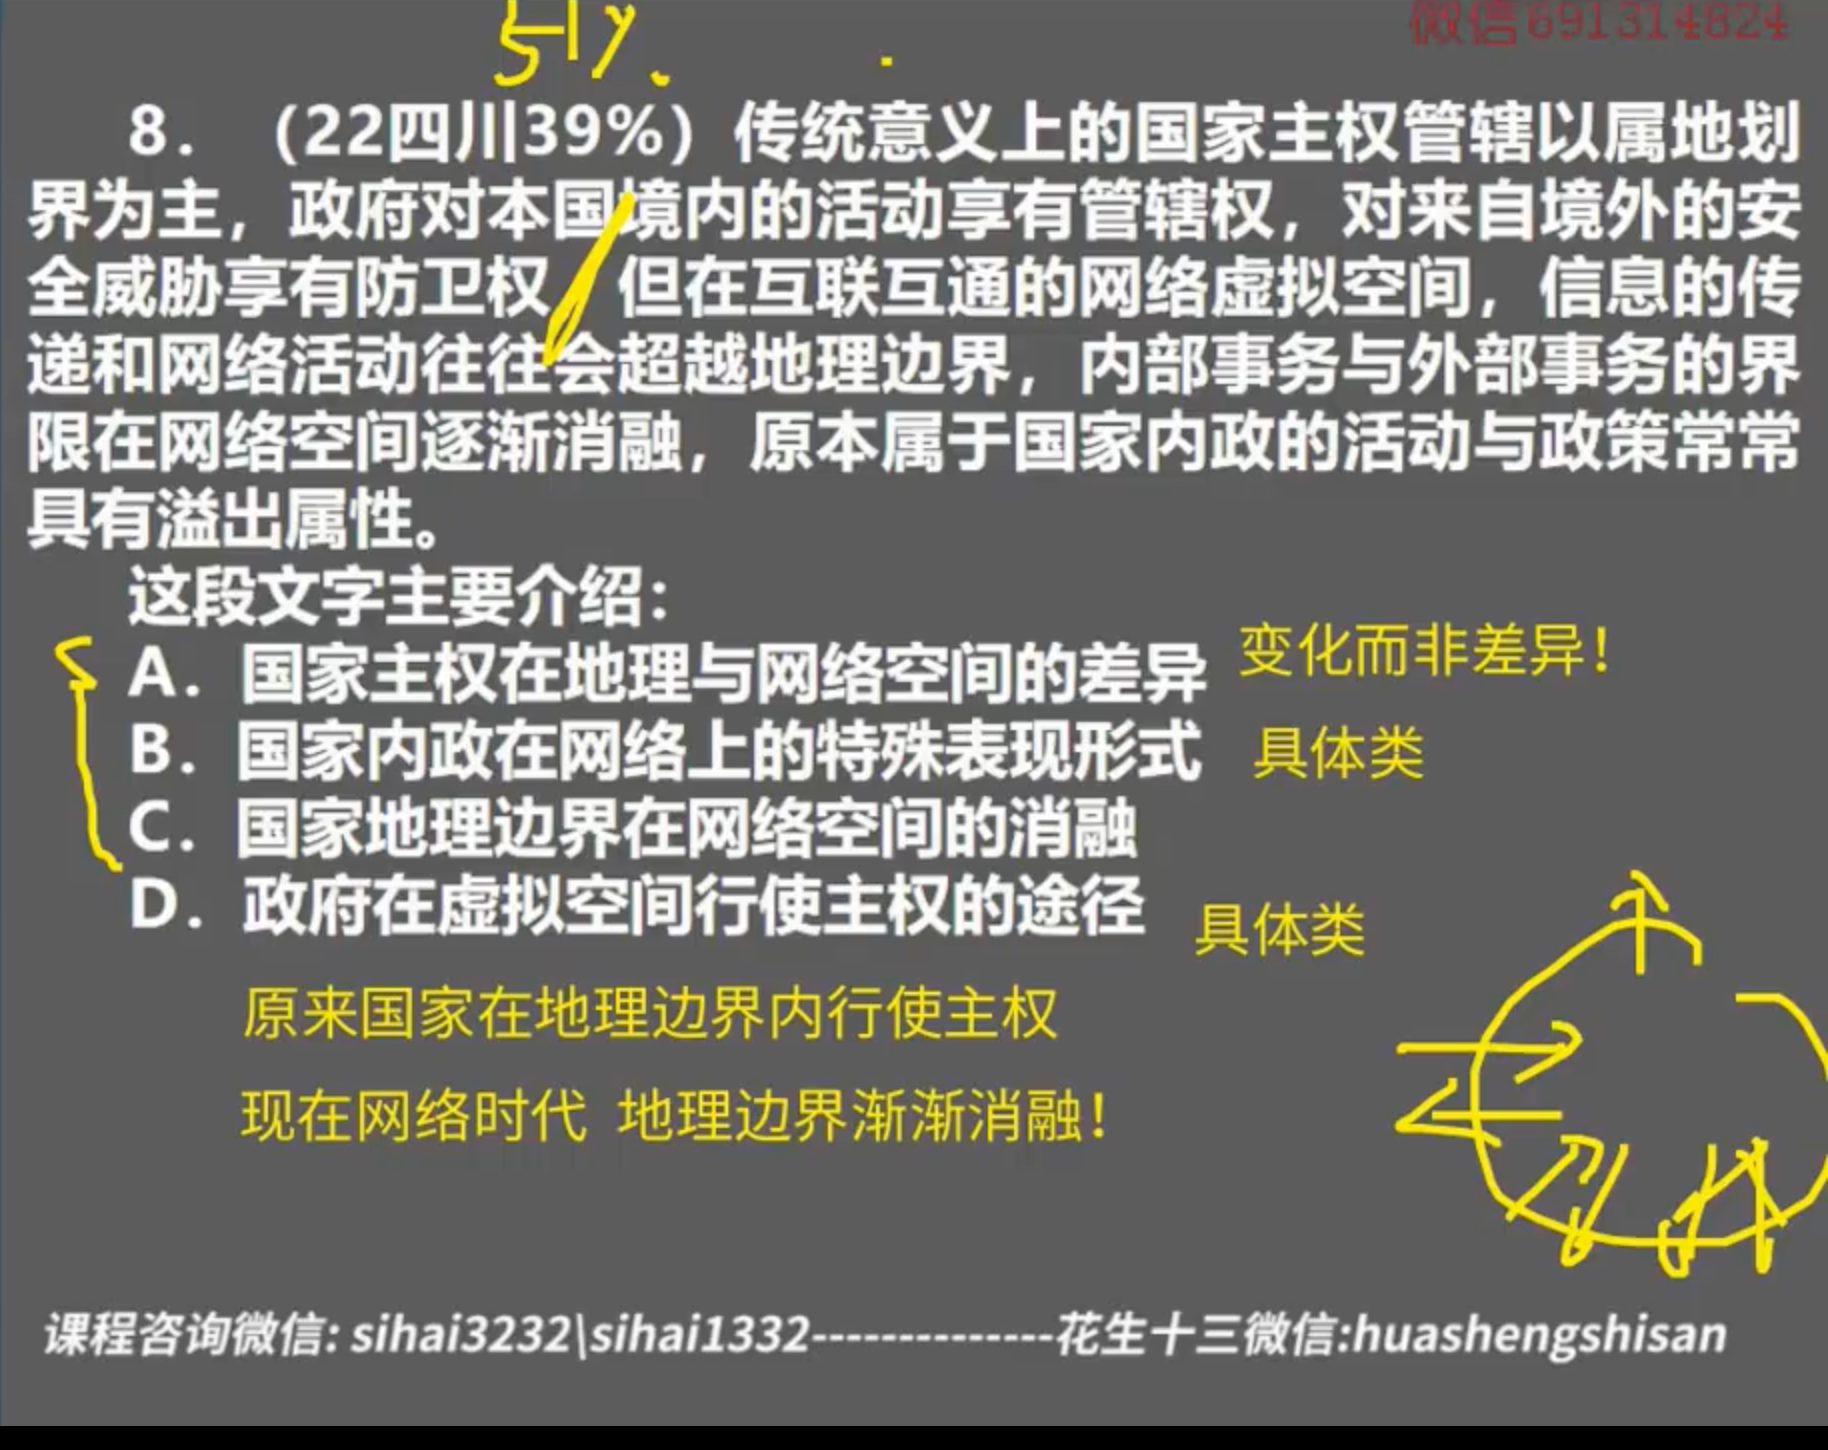 微信691314824
51%
8. （22四川39%）传统意义上的国家主权管辖以属地划
界为主，政府对本国境内的活动享有管辖权，对来自境外的安
全威胁享有防卫权 但在互联互通的网络虚拟空间，信息的传
递和网络活动往往会超越地理边界，内部事务与外部事务的界
限在网络空间逐渐消融，原本属于国家内政的活动与政策常常
具有溢出属性。
这段文字主要介绍：
A. 国家主权在地理与网络空间的差异 变化而非差异！
B. 国家内政在网络上的特殊表现形式 具体类
C. 国家地理边界在网络空间的消融
D. 政府在虚拟空间行使主权的途径 具体类
原来国家在地理边界内行使主权
现在网络时代 地理边界渐渐消融！
课程咨询微信: sihai3232\sihai1332--------------花生十三微信:huashengshisan